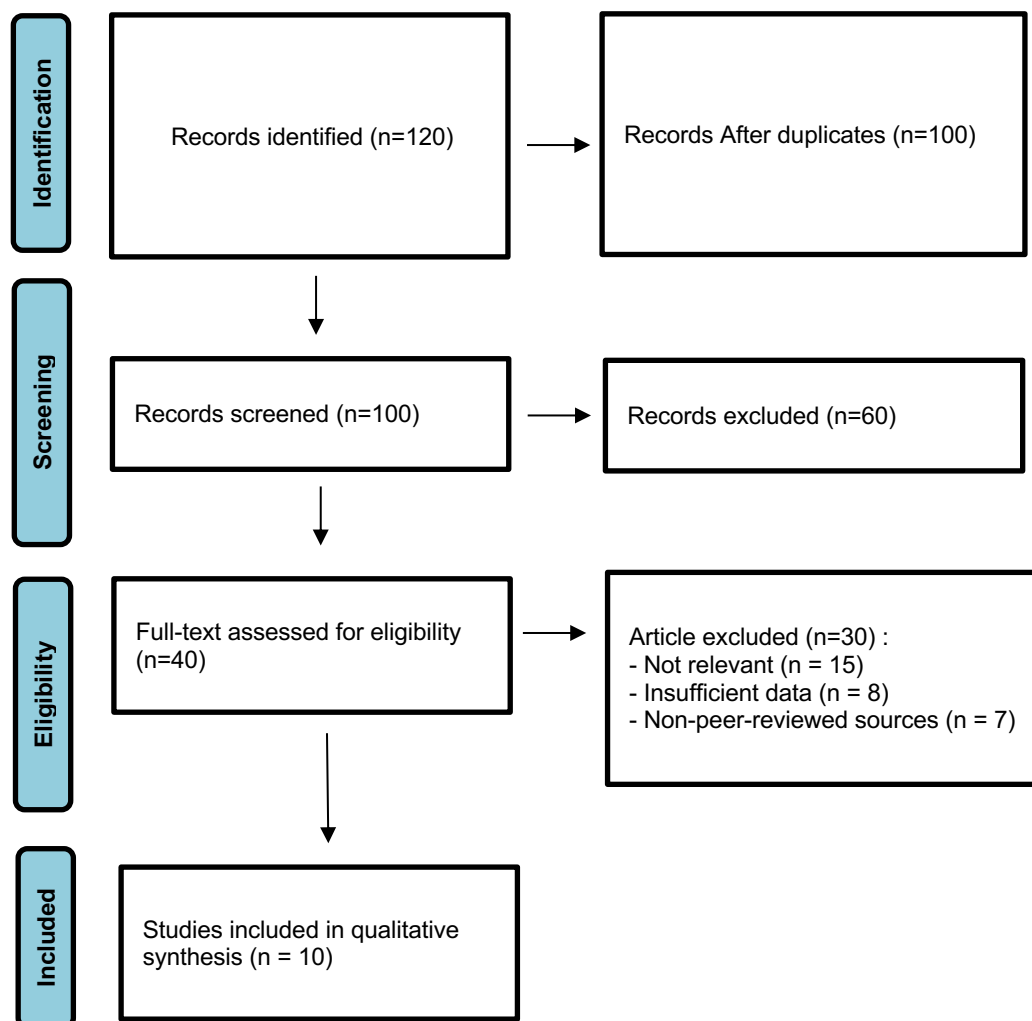 Identification
Records identified (n=120)
Records After duplicates (n=100)
Screening
Records screened (n=100)
Records excluded (n=60)
Eligibility
Full-text assessed for eligibility
(n=40)
Article excluded (n=30) :
- Not relevant (n = 15)
- Insufficient data (n = 8)
- Non-peer-reviewed sources (n = 7)
Included
Studies included in qualitative
synthesis (n = 10)